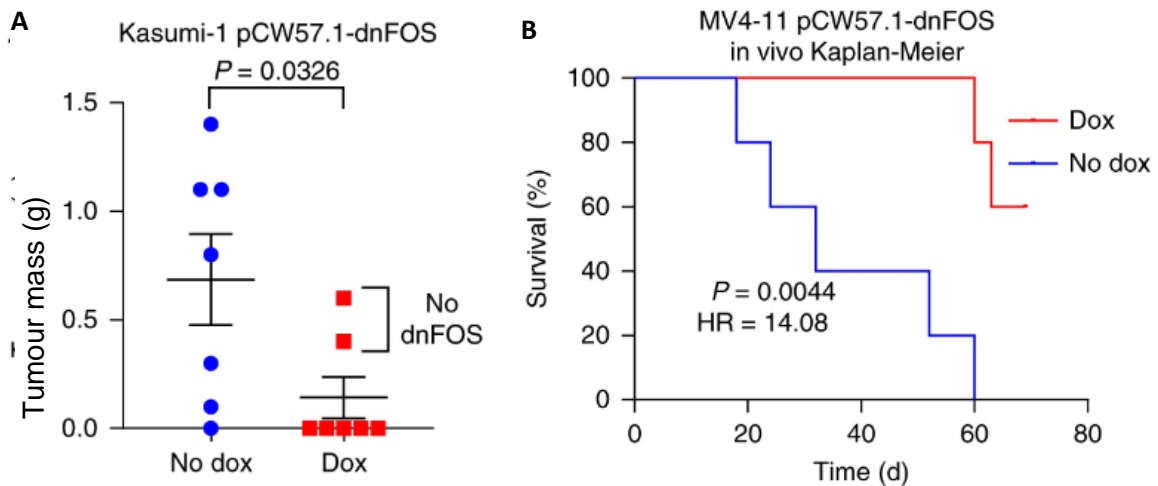 A
Kasumi-1 pCW57.1-dnFOS
P = 0.0326
1.5
1.0
0.5
0.0
Tumour mass (g)
No
dnFOS
No dox
Dox
B
MV4-11 pCW57.1-dnFOS
in vivo Kaplan-Meier
100
80
60
40
20
0
Survival (%)
Dox
No dox
P = 0.0044
HR = 14.08
0
20
40
60
80
Time (d)